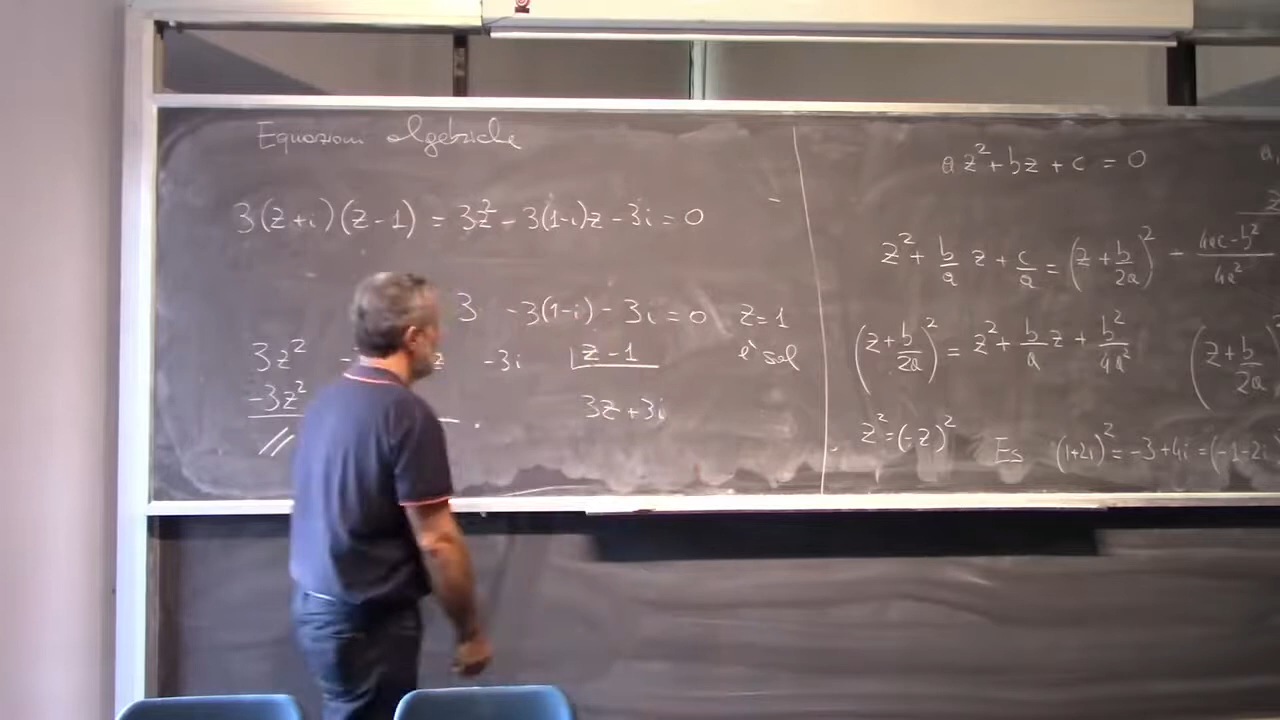 Equazioni algebriche
3(z+i)(z-1) = 3z² - 3(1-i)z - 3i = 0
3 -3(1-i) - 3i = 0 z=1
è sol
3z² - z -3i z-1
-3z² 3z+3i
//
az² + bz + c = 0
z² + b/a z + c/a = (z + b/2a)² - 4ac-b²/4a²
(z + b/2a)² = z² + b/a z + b²/4a² (z + b/2a
z² = (-z)² Es (1+2i)² = -3+4i = (-1-2i